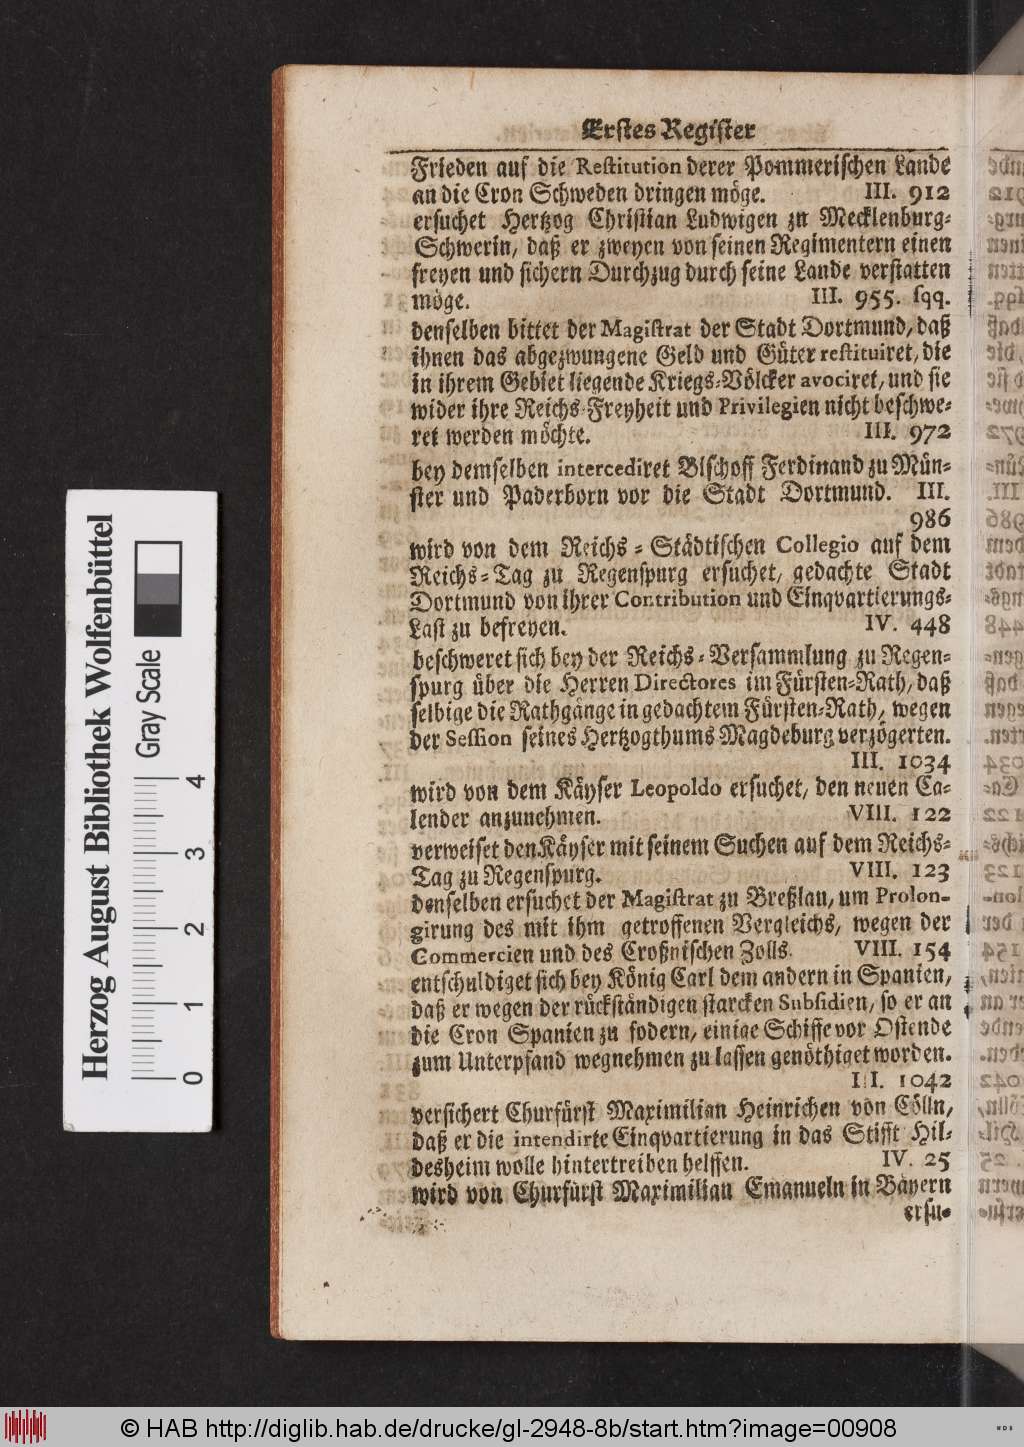 Erstes Register
Frieden auf die Restitution derer Pommerischen Lande
an die Cron Schweden dringen möge. III. 912
ersuchet Hertzog Christian Ludwigen zu Mecklenburg-
Schwerin, daß er zweyen von seinen Regimentern einen
freyen und sichern Durchzug durch seine Lande verstatten
möge. III. 955. sqq.
denselben bittet der Magistrat der Stadt Dortmund, daß
ihnen das abgezwungene Geld und Güter restituiret, die
in ihrem Gebiet liegende Kriegs-Völcker avociret, und sie
wider ihre Reichs-Freyheit und Privilegien nicht beschwe-
ret werden möchte. III. 972
bey demselben intercediret Bischoff Ferdinand zu Mün-
ster und Paderborn vor die Stadt Dortmund. III.
986
wird von dem Reichs-Städtischen Collegio auf dem
Reichs-Tag zu Regenspurg ersuchet, gedachte Stadt
Dortmund von ihrer Contribution und Einqvartierungs-
Last zu befreyen. IV. 448
beschweret sich bey der Reichs-Versammlung zu Regen-
spurg über die Herren Directores im Fürsten-Rath, daß
selbige die Rathgänge in gedachtem Fürsten-Rath, wegen
der Session seines Hertzogthums Magdeburg verzögerten.
III. 1034
wird von dem Käyser Leopoldo ersuchet, den neuen Ca-
lender anzunehmen. VIII. 122
verweiset den Käyser mit seinem Suchen auf dem Reichs-
Tag zu Regenspurg. VIII. 123
denselben ersuchet der Magistrat zu Breßlau, um Prolon-
girung des mit ihm getroffenen Vergleichs, wegen der
Commercien und des Croßnischen Zolls. VIII. 154
entschuldiget sich bey König Carl dem andern in Spanien,
daß er wegen der rückständigen starcken Subsidien, so er an
die Cron Spanien zu fodern, einige Schiffe vor Ostende
zum Unterpfand wegnehmen zu lassen genöthiget worden.
III. 1042
versichert Churfürst Maximilian Heinrichen von Cölln,
daß er die intendirte Einqvartierung in das Stifft Hil-
desheim wolle hintertreiben helffen. IV. 25
wird von Churfürst Maximilian Emanueln in Bäyern
ersu-
Herzog August Bibliothek Wolfenbüttel
Gray Scale
0 1 2 3 4
© HAB http://diglib.hab.de/drucke/gl-2948-8b/start.htm?image=00908